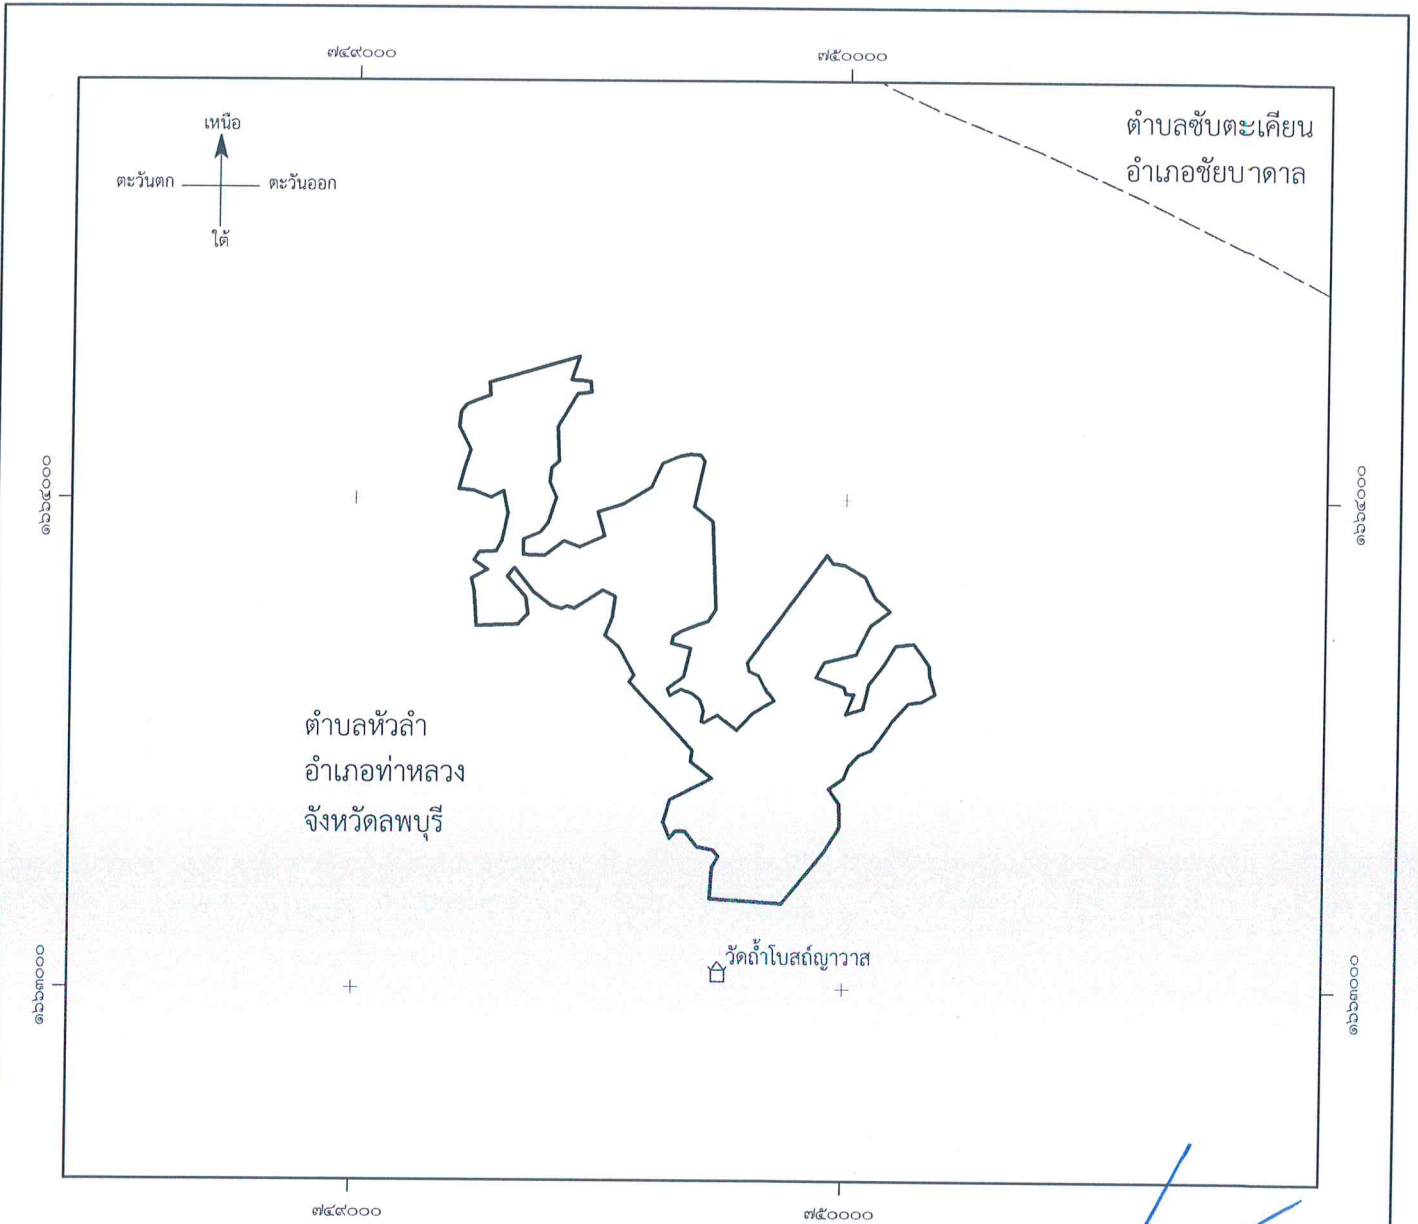 ๗๔๙๐๐๐
๗๕๐๐๐๐
ตำบลซับตะเคียน
อำเภอชัยบาดาล
เหนือ
ตะวันตก
ตะวันออก
ใต้
๑๖๖๔๐๐๐
๑๖๖๔๐๐๐
ตำบลหัวลำ
อำเภอท่าหลวง
จังหวัดลพบุรี
วัดถ้ำโบสถ์ญาวาส
๑๖๖๓๐๐๐
๑๖๖๓๐๐๐
๗๔๙๐๐๐
๗๕๐๐๐๐